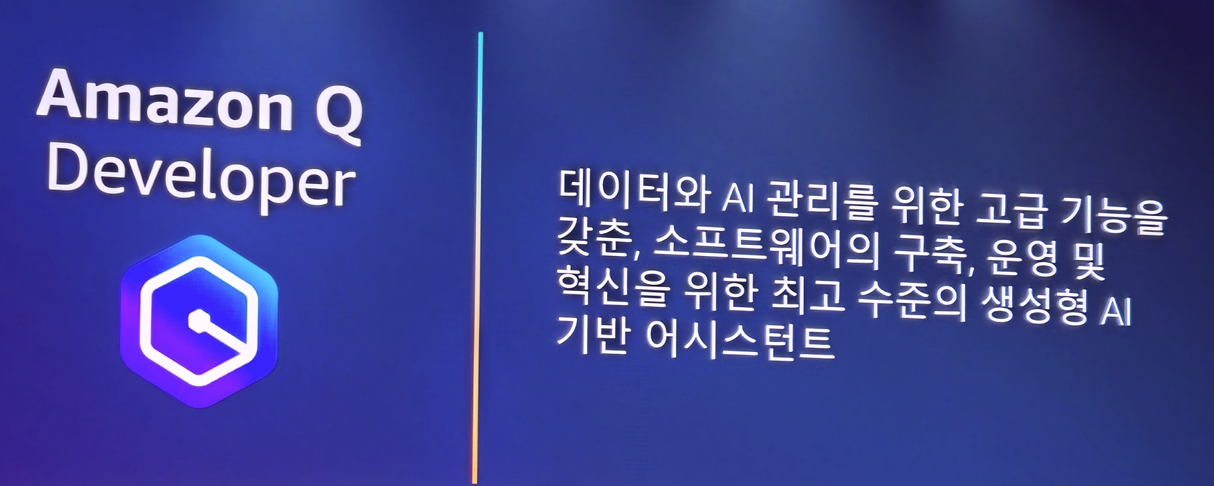 Amazon Q
Developer
데이터와 AI 관리를 위한 고급 기능을
갖춘, 소프트웨어의 구축, 운영 및
혁신을 위한 최고 수준의 생성형 AI
기반 어시스턴트